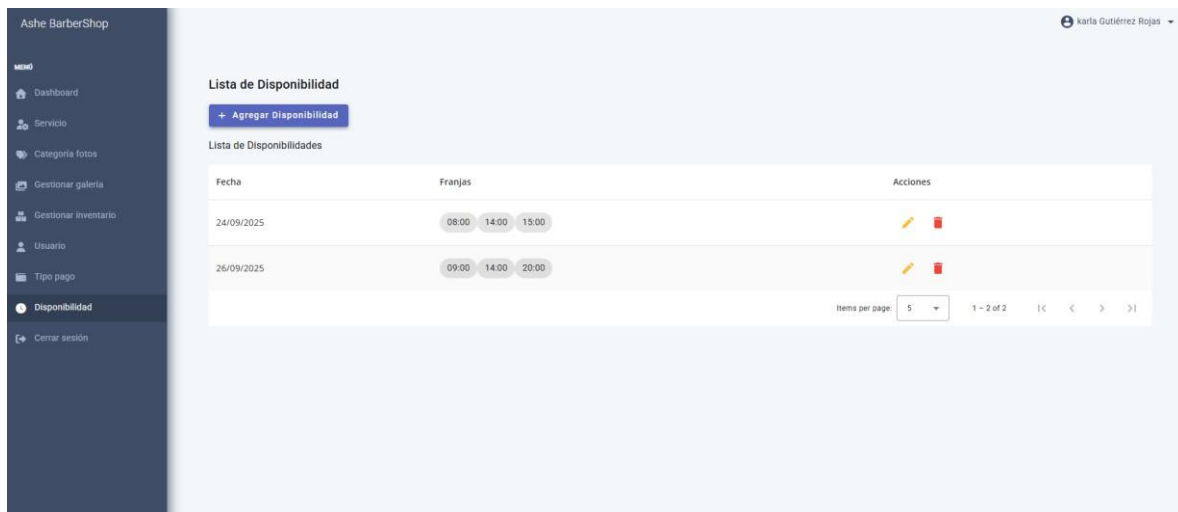 Ashe BarberShop
karla Gutiérrez Rojas
MENÚ
Dashboard
Servicio
Categoría fotos
Gestionar galería
Gestionar inventario
Usuario
Tipo pago
Disponibilidad
Cerrar sesión
Lista de Disponibilidad
+ Agregar Disponibilidad
Lista de Disponibilidades
Fecha Franjas Acciones
24/09/2025 08:00 14:00 15:00
26/09/2025 09:00 14:00 20:00
Items per page: 5 1 – 2 of 2